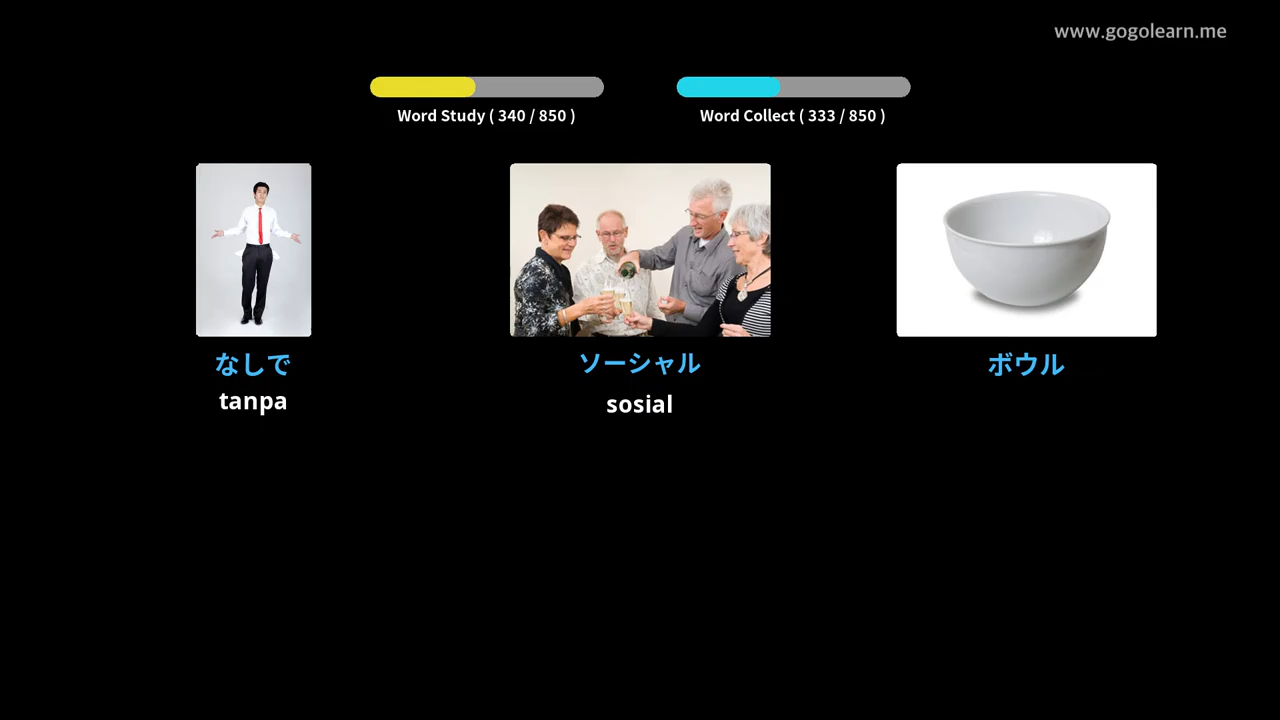 www.gogolearn.me
Word Study ( 340 / 850 )
Word Collect ( 333 / 850 )
なしで
tanpa
ソーシャル
sosial
ボウル